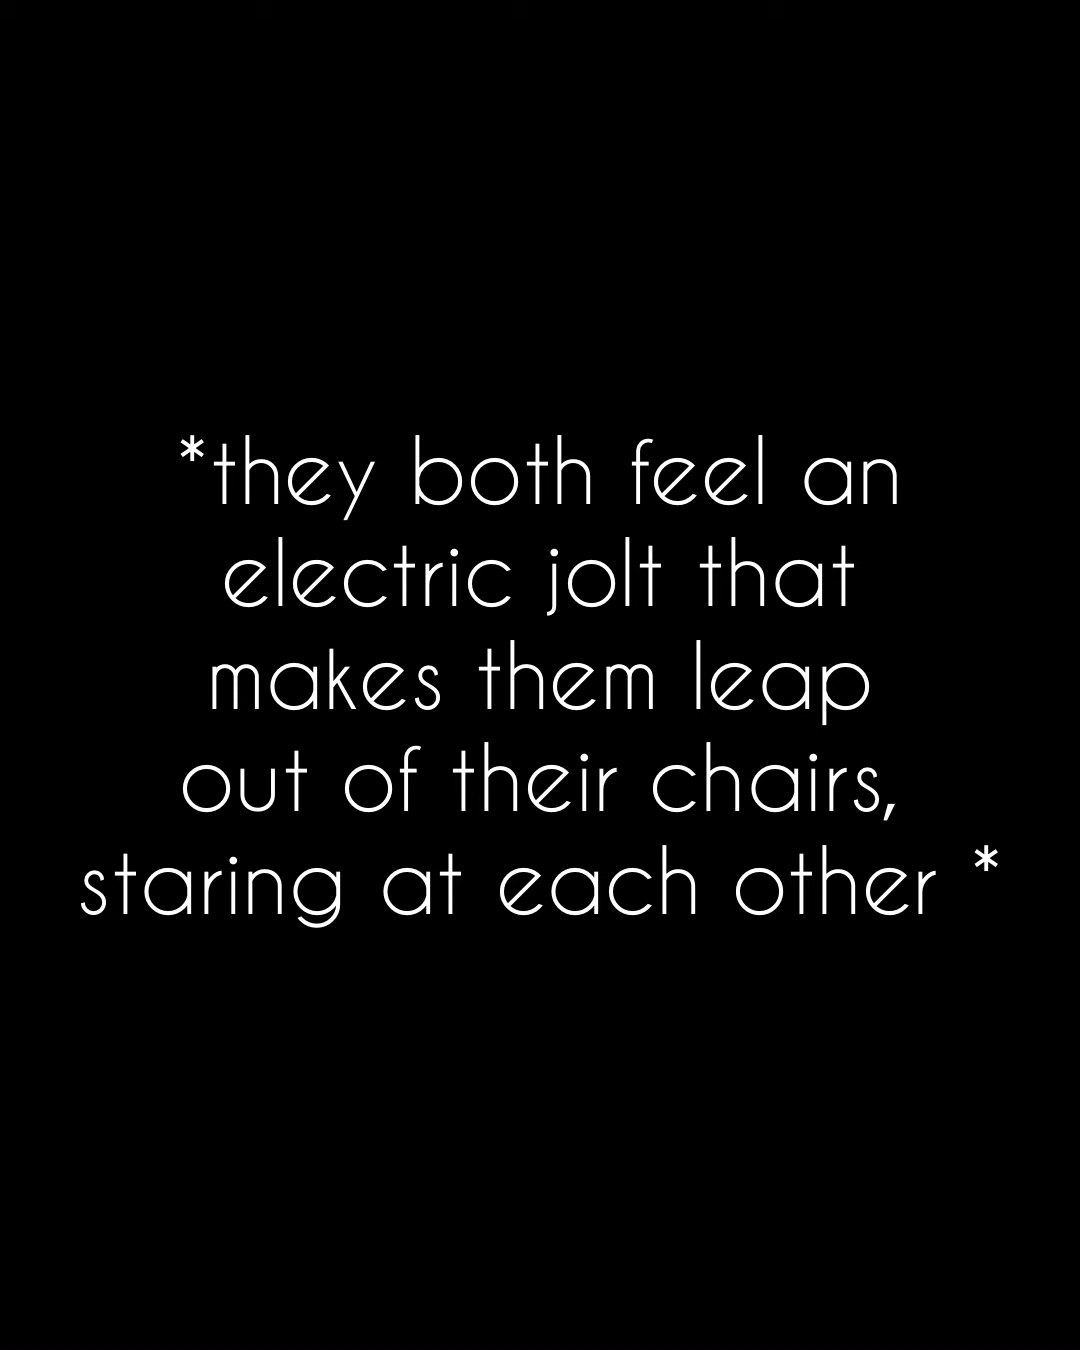 *they both feel an
electric jolt that
makes them leap
out of their chairs,
staring at each other *